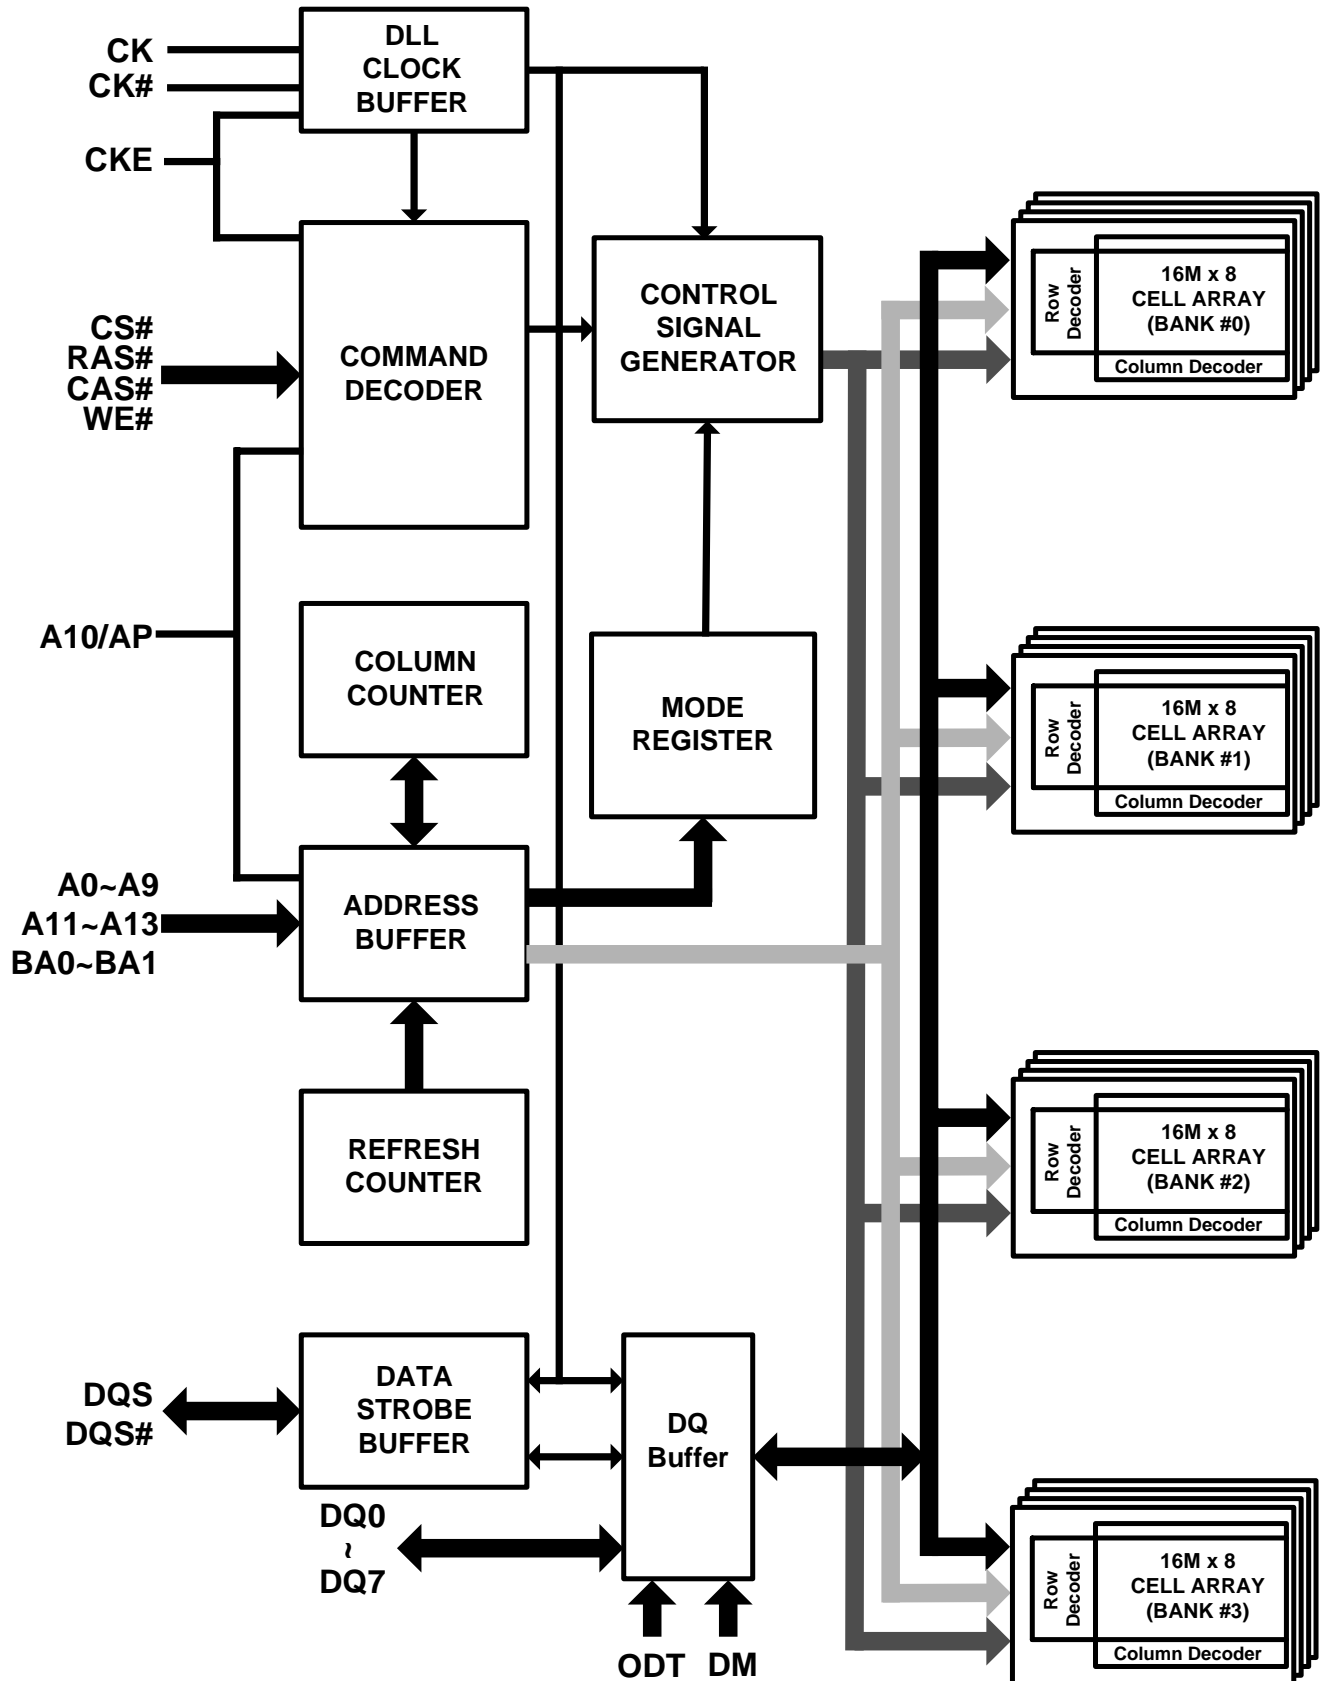 CK
CK#
CKE
DLL
CLOCK
BUFFER
CS#
RAS#
CAS#
WE#
COMMAND
DECODER
CONTROL
SIGNAL
GENERATOR
A10/AP
COLUMN
COUNTER
MODE
REGISTER
A0~A9
A11~A13
BA0~BA1
ADDRESS
BUFFER
REFRESH
COUNTER
DQS
DQS#
DATA
STROBE
BUFFER
DQ
Buffer
DQ0
~
DQ7
ODT
DM
Row
Decoder
16M x 8
CELL ARRAY
(BANK #0)
Column Decoder
Row
Decoder
16M x 8
CELL ARRAY
(BANK #1)
Column Decoder
Row
Decoder
16M x 8
CELL ARRAY
(BANK #2)
Column Decoder
Row
Decoder
16M x 8
CELL ARRAY
(BANK #3)
Column Decoder